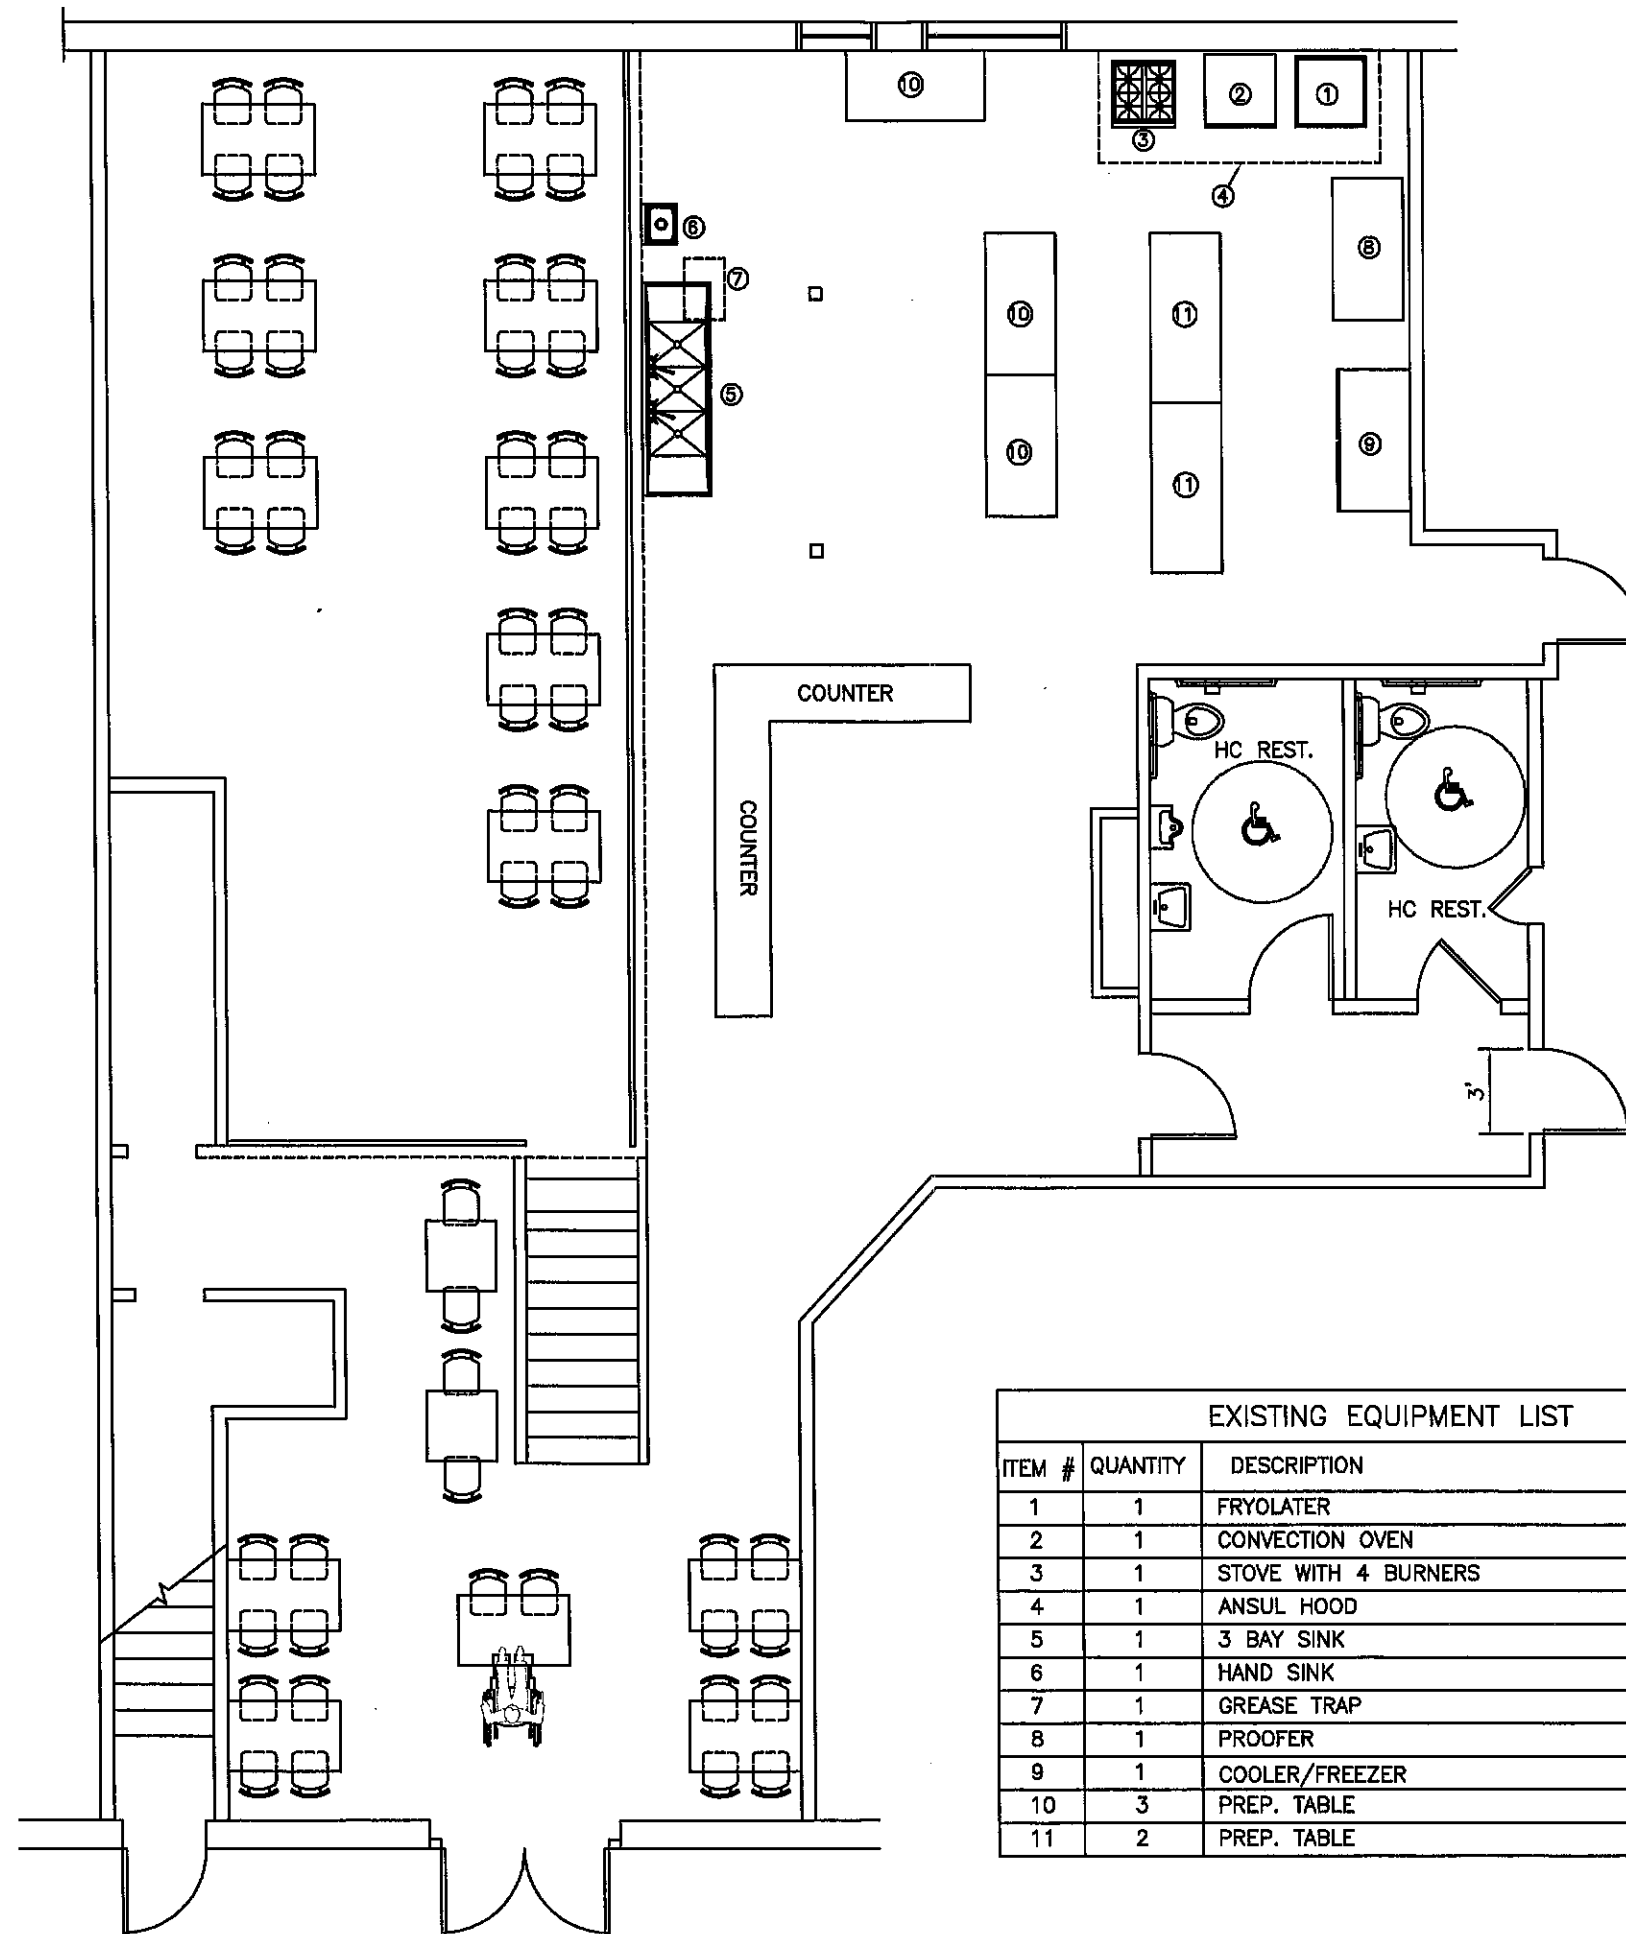 10
3
2
1
4
6
7
8
5
10
11
10
11
9
COUNTER
COUNTER
HC REST.
HC REST.
3'
EXISTING EQUIPMENT LIST
ITEM # QUANTITY DESCRIPTION
1 1 FRYOLATER
2 1 CONVECTION OVEN
3 1 STOVE WITH 4 BURNERS
4 1 ANSUL HOOD
5 1 3 BAY SINK
6 1 HAND SINK
7 1 GREASE TRAP
8 1 PROOFER
9 1 COOLER/FREEZER
10 3 PREP. TABLE
11 2 PREP. TABLE